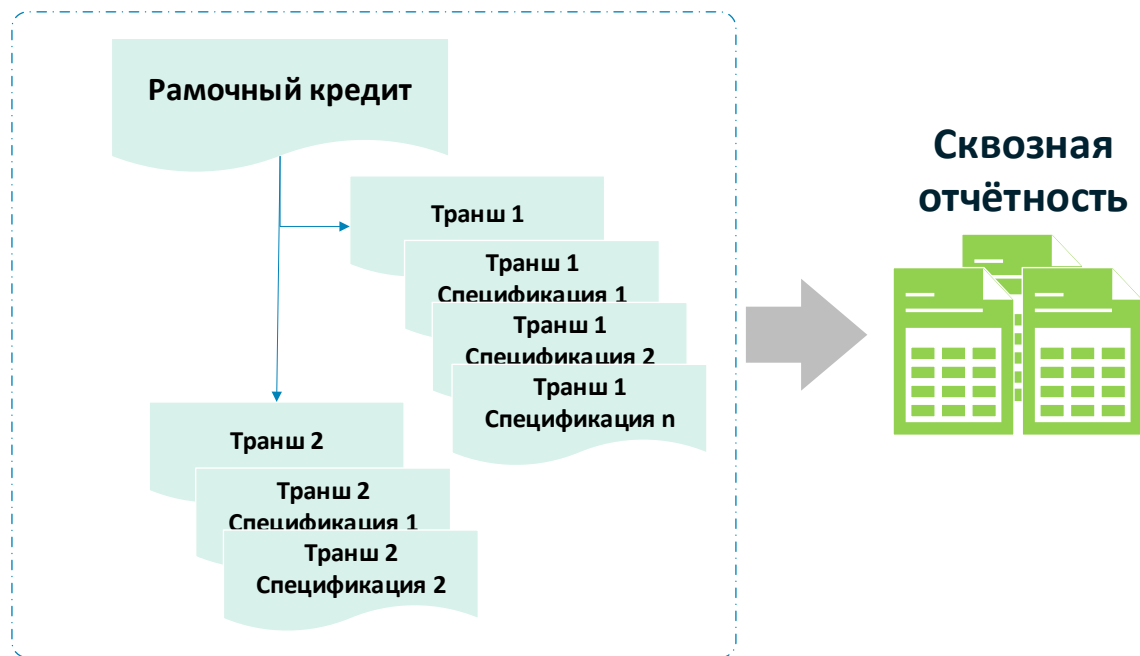 Рамочный кредит
Транш 1
Транш 1
Спецификация 1
Транш 1
Спецификация 2
Транш 1
Спецификация n
Транш 2
Транш 2
Спецификация 1
Транш 2
Спецификация 2
Сквозная
отчётность